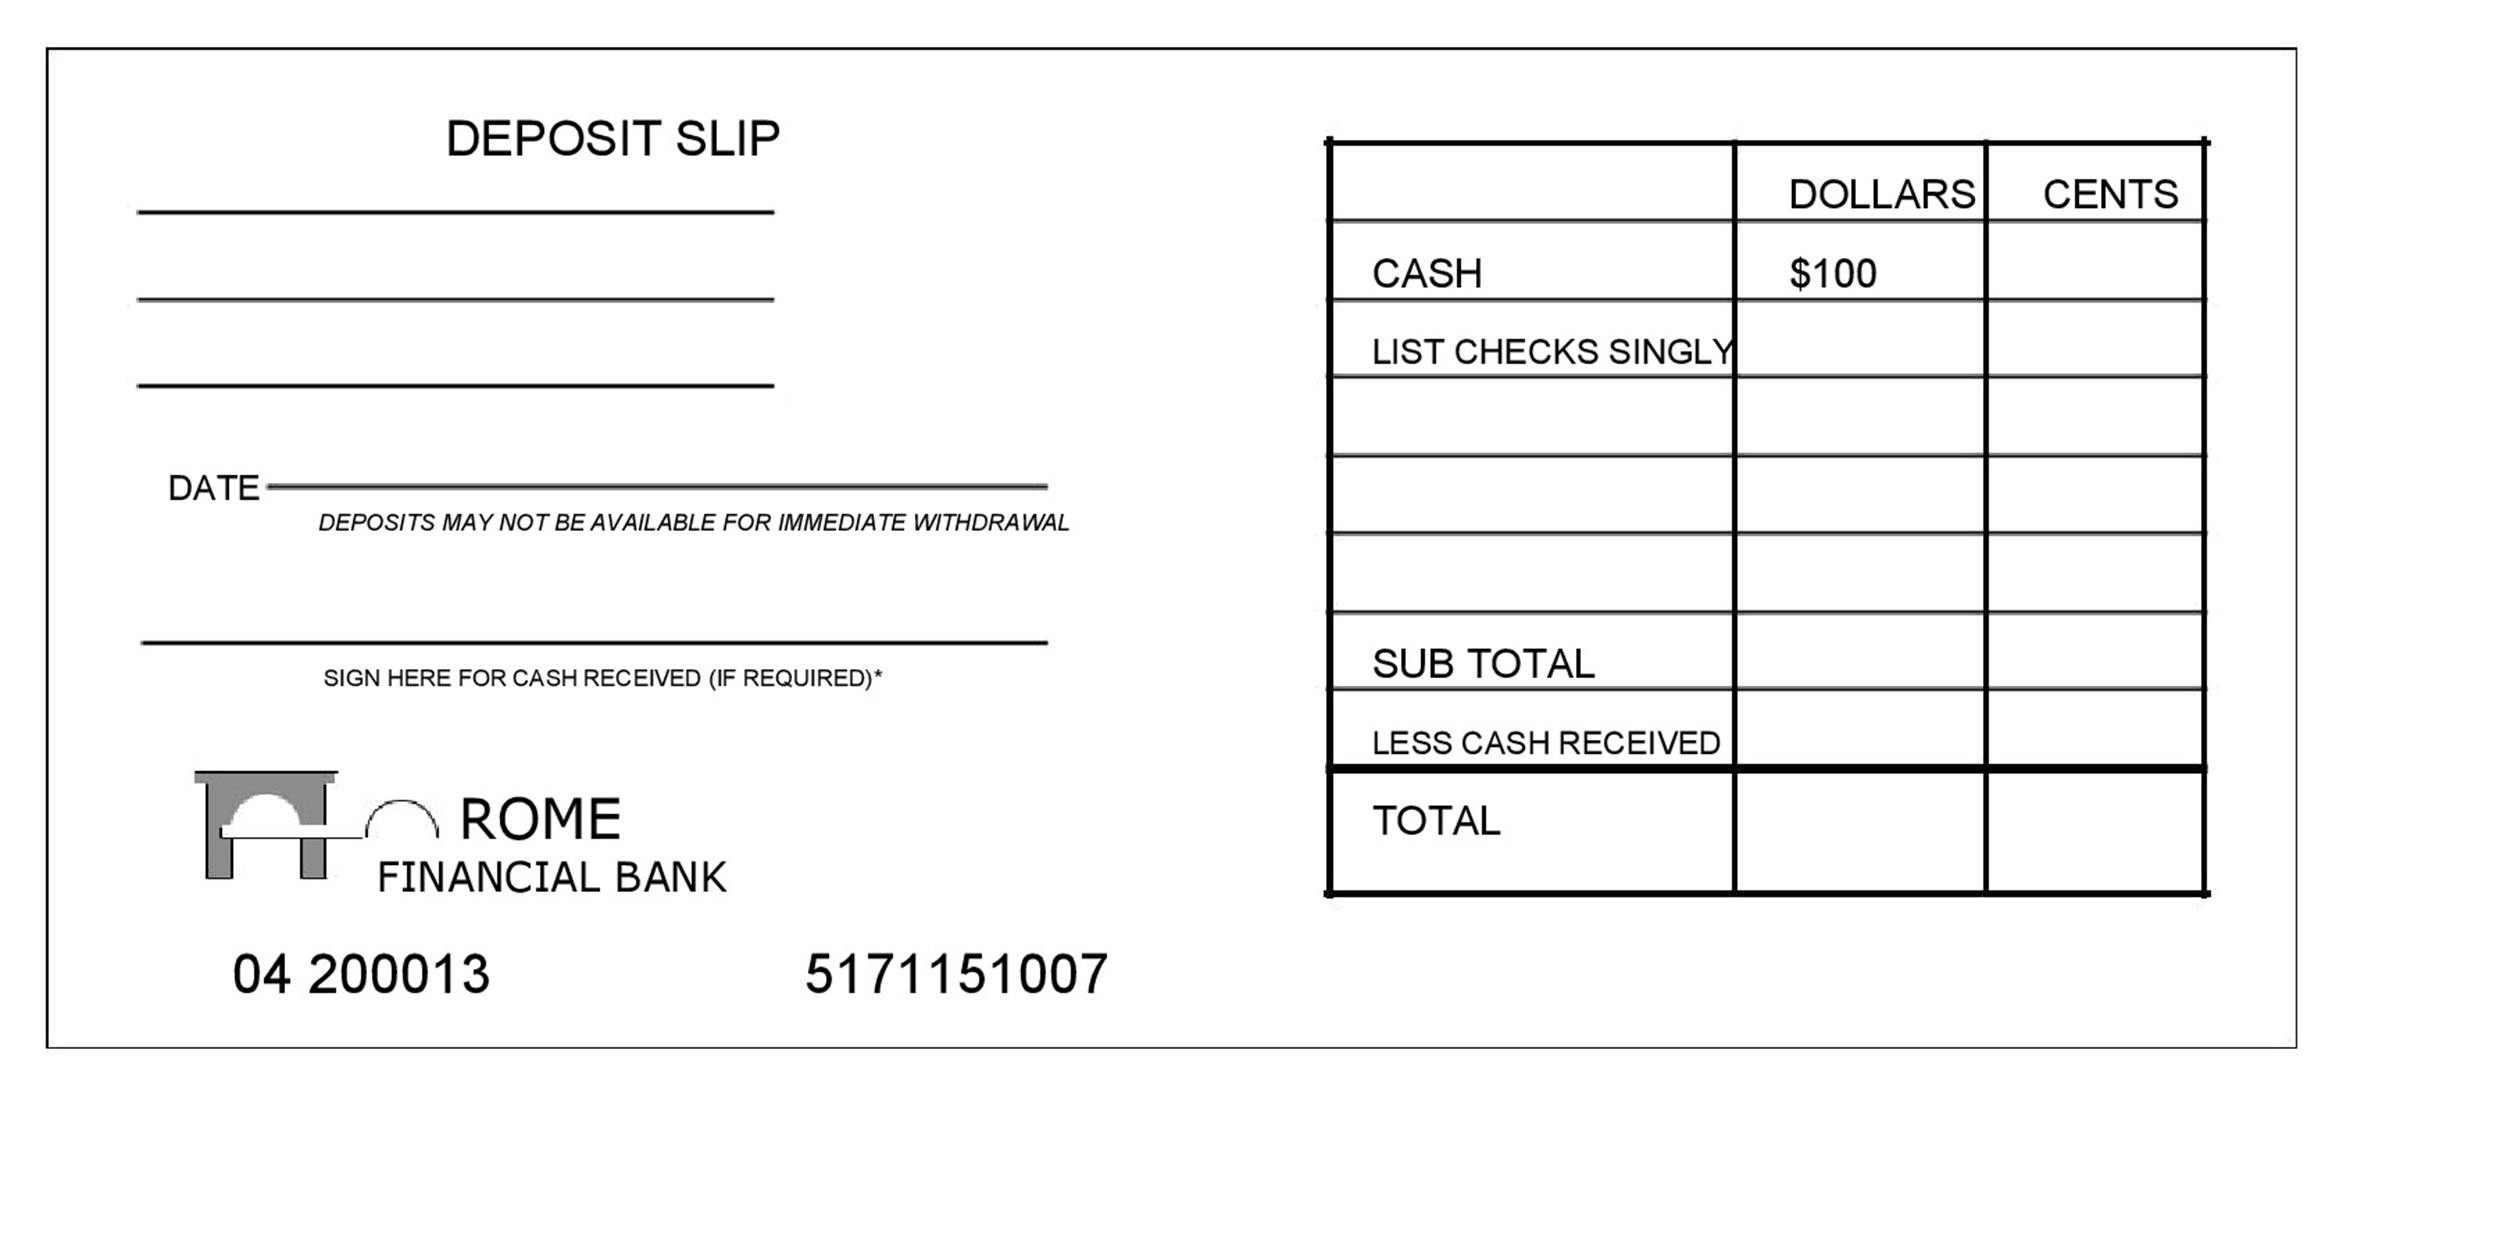 DEPOSIT SLIP
DATE
DEPOSITS MAY NOT BE AVAILABLE FOR IMMEDIATE WITHDRAWAL
SIGN HERE FOR CASH RECEIVED (IF REQUIRED)*
ROME
FINANCIAL BANK
04 200013 5171151007
DOLLARS CENTS
CASH $100
LIST CHECKS SINGLY
SUB TOTAL
LESS CASH RECEIVED
TOTAL